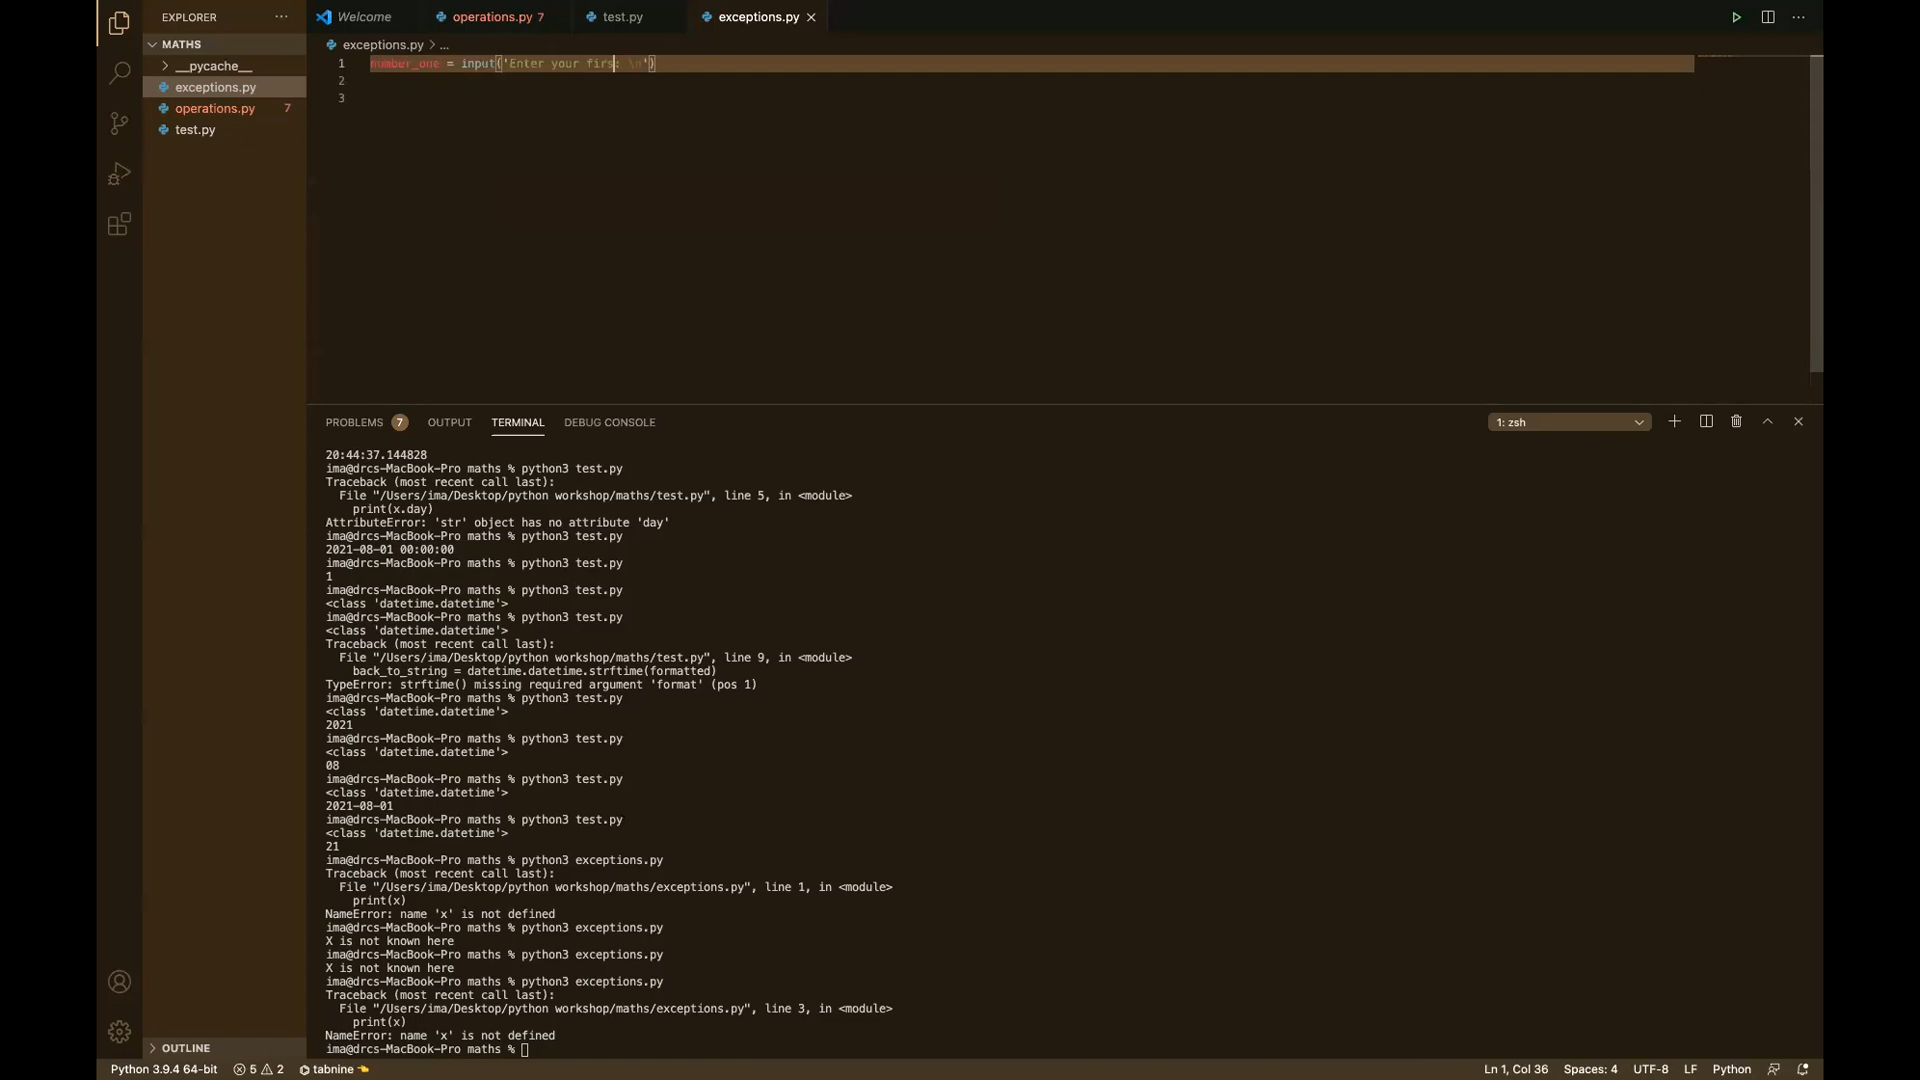 EXPLORER
MATHS
__pycache__
exceptions.py
operations.py 7
test.py
OUTLINE
Welcome
operations.py 7
test.py
exceptions.py
exceptions.py > ...
1 number_one = input('Enter your firs: \n')
2
3
PROBLEMS 7 OUTPUT TERMINAL DEBUG CONSOLE
1: zsh
20:44:37.144828
ima@drcs-MacBook-Pro maths % python3 test.py
Traceback (most recent call last):
File "/Users/ima/Desktop/python workshop/maths/test.py", line 5, in <module>
print(x.day)
AttributeError: 'str' object has no attribute 'day'
ima@drcs-MacBook-Pro maths % python3 test.py
2021-08-01 00:00:00
ima@drcs-MacBook-Pro maths % python3 test.py
1
ima@drcs-MacBook-Pro maths % python3 test.py
<class 'datetime.datetime'>
ima@drcs-MacBook-Pro maths % python3 test.py
<class 'datetime.datetime'>
Traceback (most recent call last):
File "/Users/ima/Desktop/python workshop/maths/test.py", line 9, in <module>
back_to_string = datetime.datetime.strftime(formatted)
TypeError: strftime() missing required argument 'format' (pos 1)
ima@drcs-MacBook-Pro maths % python3 test.py
<class 'datetime.datetime'>
2021
ima@drcs-MacBook-Pro maths % python3 test.py
<class 'datetime.datetime'>
08
ima@drcs-MacBook-Pro maths % python3 test.py
<class 'datetime.datetime'>
2021-08-01
ima@drcs-MacBook-Pro maths % python3 test.py
<class 'datetime.datetime'>
21
ima@drcs-MacBook-Pro maths % python3 exceptions.py
Traceback (most recent call last):
File "/Users/ima/Desktop/python workshop/maths/exceptions.py", line 1, in <module>
print(x)
NameError: name 'x' is not defined
ima@drcs-MacBook-Pro maths % python3 exceptions.py
X is not known here
ima@drcs-MacBook-Pro maths % python3 exceptions.py
X is not known here
ima@drcs-MacBook-Pro maths % python3 exceptions.py
Traceback (most recent call last):
File "/Users/ima/Desktop/python workshop/maths/exceptions.py", line 3, in <module>
print(x)
NameError: name 'x' is not defined
ima@drcs-MacBook-Pro maths %
Python 3.9.4 64-bit 5 2 tabnine Ln 1, Col 36 Spaces: 4 UTF-8 LF Python